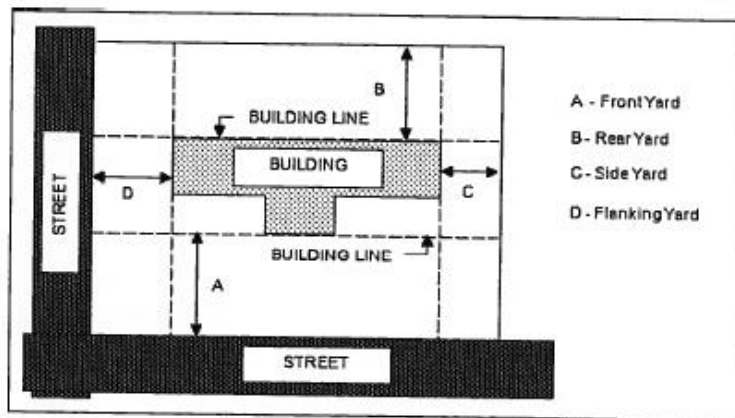 B
BUILDING LINE
A - Front Yard
B - Rear Yard
C - Side Yard
D - Flanking Yard
BUILDING
D
C
STREET
BUILDING LINE
A
STREET